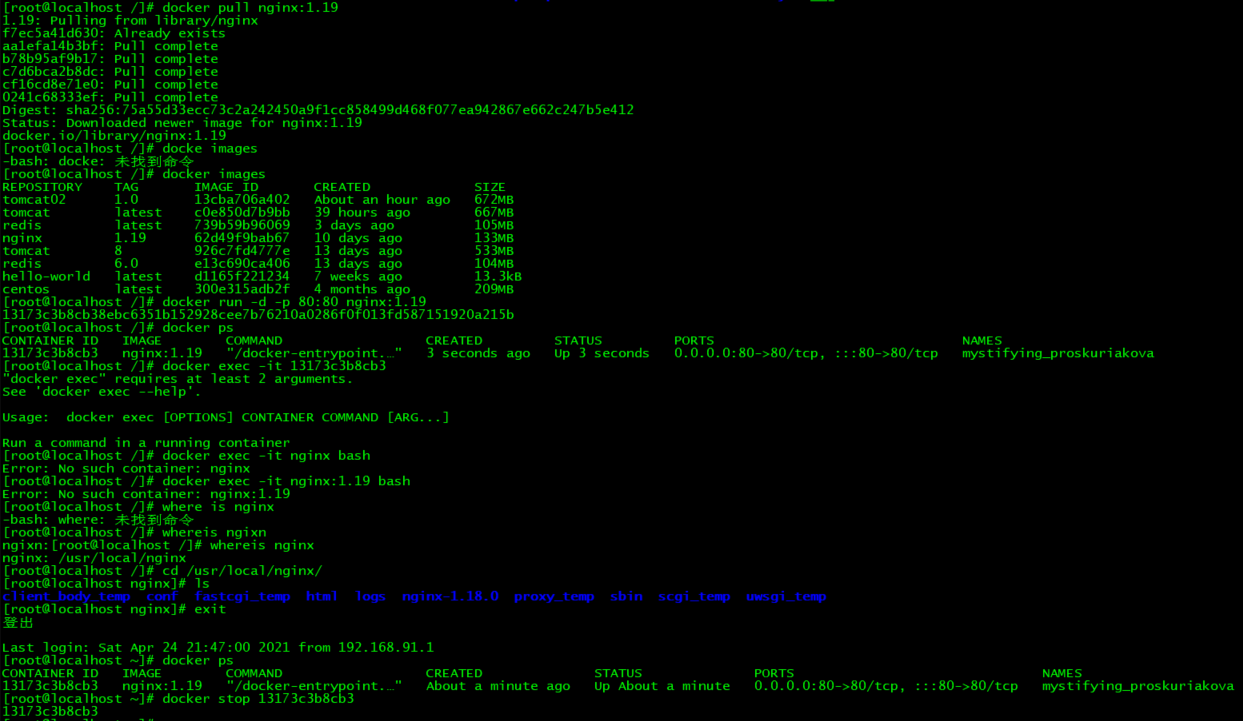 [root@localhost /]# docker pull nginx:1.19
1.19: Pulling from library/nginx
f7ec5a41d630: Already exists
aa1efa14b3bf: Pull complete
b78b95af9b17: Pull complete
c7d6bca2b8dc: Pull complete
cf16cd8e71e0: Pull complete
0241c68333ef: Pull complete
Digest: sha256:75a55d33ecc73c2a242450a9f1cc858499d468f077ea942867e662c247b5e412
Status: Downloaded newer image for nginx:1.19
docker.io/library/nginx:1.19
[root@localhost /]# docke images
-bash: docke: 未找到命令
[root@localhost /]# docker images
REPOSITORY    TAG       IMAGE ID       CREATED             SIZE
tomcat02      1.0       13cba706a402   About an hour ago   672MB
tomcat        latest    c0e850d7b9bb   39 hours ago        667MB
redis         latest    739b59b96069   3 days ago          105MB
nginx         1.19      62d49f9bab67   10 days ago         133MB
tomcat        8         926c7fd4777e   13 days ago         533MB
redis         6.0       e13c690ca406   13 days ago         104MB
hello-world   latest    d1165f221234   7 weeks ago         13.3kB
centos        latest    300e315adb2f   4 months ago        209MB
[root@localhost /]# docker run -d -p 80:80 nginx:1.19
13173c3b8cb38ebc6351b152928cee7b76210a0286f0f013fd587151920a215b
[root@localhost /]# docker ps
CONTAINER ID   IMAGE        COMMAND                  CREATED         STATUS         PORTS                               NAMES
13173c3b8cb3   nginx:1.19   "/docker-entrypoint.…"   3 seconds ago   Up 3 seconds   0.0.0.0:80->80/tcp, :::80->80/tcp   mystifying_proskuriakova
[root@localhost /]# docker exec -it 13173c3b8cb3
"docker exec" requires at least 2 arguments.
See 'docker exec --help'.
Usage:  docker exec [OPTIONS] CONTAINER COMMAND [ARG...]
Run a command in a running container
[root@localhost /]# docker exec -it nginx bash
Error: No such container: nginx
[root@localhost /]# docker exec -it nginx:1.19 bash
Error: No such container: nginx:1.19
[root@localhost /]# where is nginx
-bash: where: 未找到命令
[root@localhost /]# whereis ngixn
ngixn:[root@localhost /]# whereis nginx
nginx: /usr/local/nginx
[root@localhost /]# cd /usr/local/nginx/
[root@localhost nginx]# ls
client_body_temp  conf  fastcgi_temp  html  logs  nginx-1.18.0  proxy_temp  sbin  scgi_temp  uwsgi_temp
[root@localhost nginx]# exit
登出
Last login: Sat Apr 24 21:47:00 2021 from 192.168.91.1
[root@localhost ~]# docker ps
CONTAINER ID   IMAGE        COMMAND                  CREATED              STATUS              PORTS                               NAMES
13173c3b8cb3   nginx:1.19   "/docker-entrypoint.…"   About a minute ago   Up About a minute   0.0.0.0:80->80/tcp, :::80->80/tcp   mystifying_proskuriakova
[root@localhost ~]# docker stop 13173c3b8cb3
13173c3b8cb3